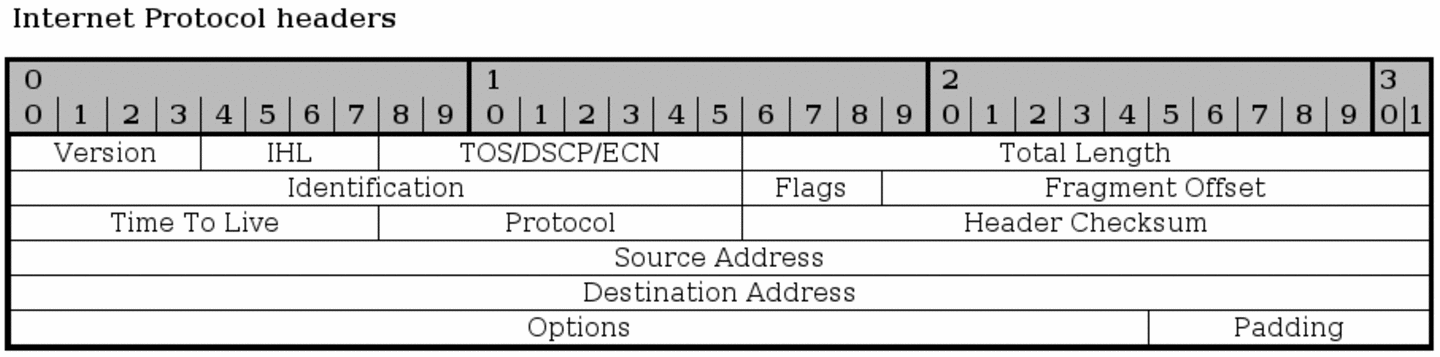 Internet Protocol headers
0 1 2 3
0 1 2 3 4 5 6 7 8 9 0 1 2 3 4 5 6 7 8 9 0 1 2 3 4 5 6 7 8 9 0 1
Version IHL TOS/DSCP/ECN Total Length
Identification Flags Fragment Offset
Time To Live Protocol Header Checksum
Source Address
Destination Address
Options Padding